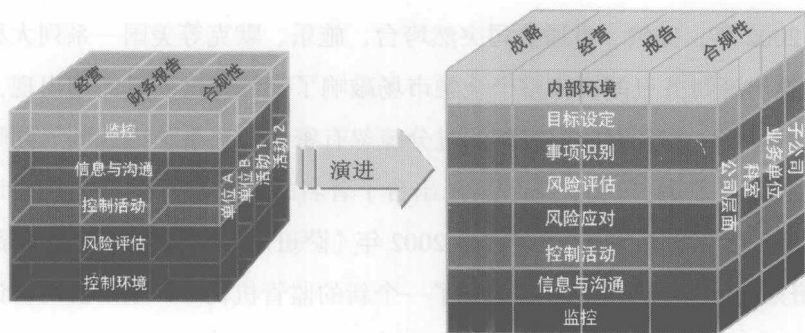 经营
财务报告
合规性
监控
信息与沟通
控制活动
风险评估
控制环境
单位A
单位B
活动1
活动2
演进
战略
经营
报告
合规性
内部环境
目标设定
事项识别
风险评估
风险应对
控制活动
信息与沟通
监控
公司层面
科室
业务单位
子公司